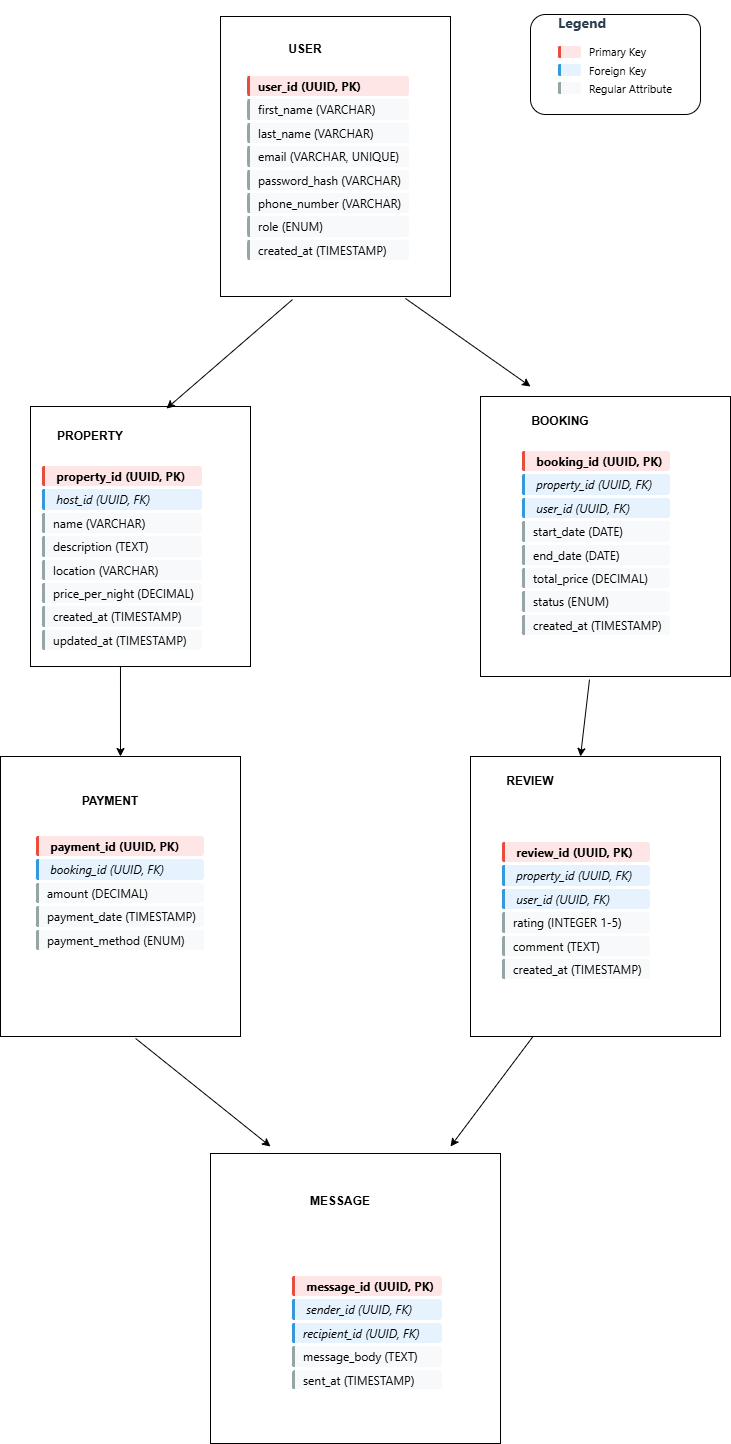 USER
user_id (UUID, PK)
first_name (VARCHAR)
last_name (VARCHAR)
email (VARCHAR, UNIQUE)
password_hash (VARCHAR)
phone_number (VARCHAR)
role (ENUM)
created_at (TIMESTAMP)
Legend
Primary Key
Foreign Key
Regular Attribute
PROPERTY
property_id (UUID, PK)
host_id (UUID, FK)
name (VARCHAR)
description (TEXT)
location (VARCHAR)
price_per_night (DECIMAL)
created_at (TIMESTAMP)
updated_at (TIMESTAMP)
BOOKING
booking_id (UUID, PK)
property_id (UUID, FK)
user_id (UUID, FK)
start_date (DATE)
end_date (DATE)
total_price (DECIMAL)
status (ENUM)
created_at (TIMESTAMP)
PAYMENT
payment_id (UUID, PK)
booking_id (UUID, FK)
amount (DECIMAL)
payment_date (TIMESTAMP)
payment_method (ENUM)
REVIEW
review_id (UUID, PK)
property_id (UUID, FK)
user_id (UUID, FK)
rating (INTEGER 1-5)
comment (TEXT)
created_at (TIMESTAMP)
MESSAGE
message_id (UUID, PK)
sender_id (UUID, FK)
recipient_id (UUID, FK)
message_body (TEXT)
sent_at (TIMESTAMP)